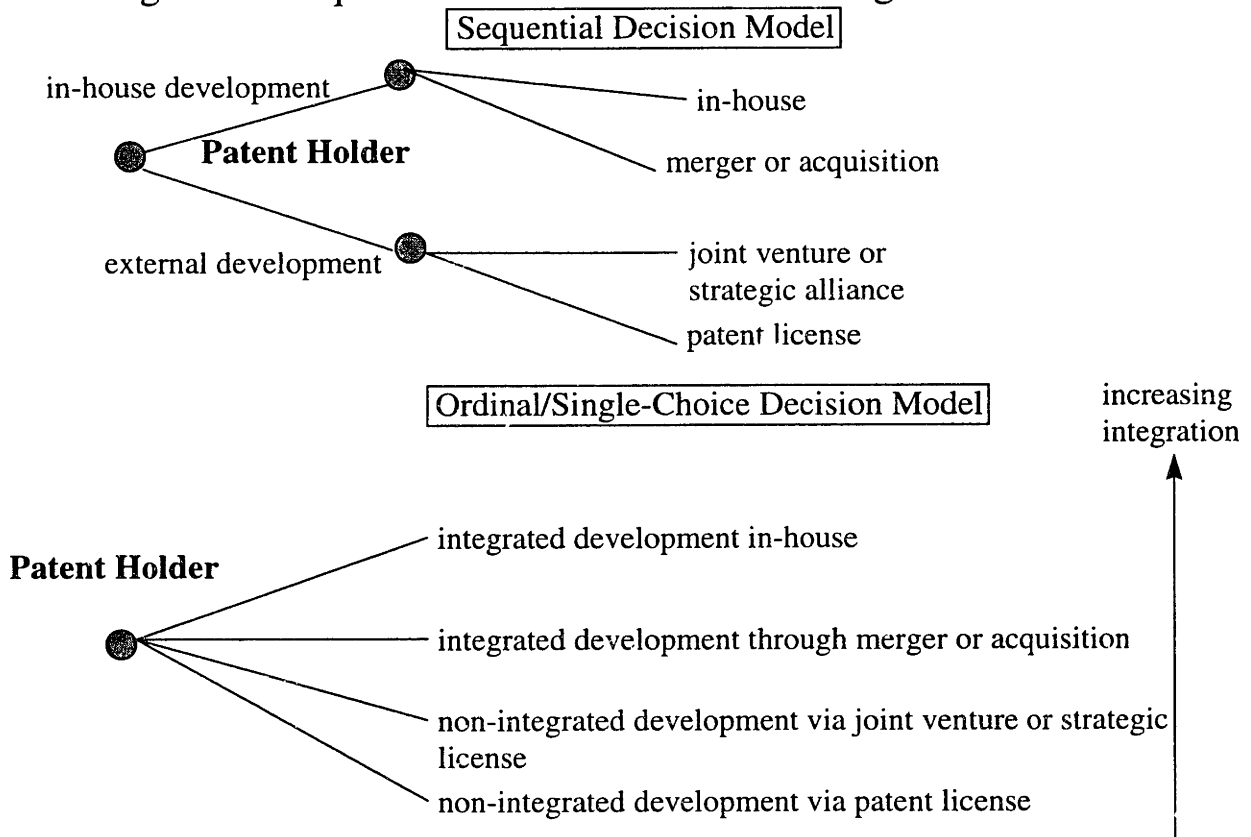 Sequential Decision Model
in-house development
in-house
Patent Holder
merger or acquisition
external development
joint venture or
strategic alliance
patent license
Ordinal/Single-Choice Decision Model
increasing
integration
integrated development in-house
Patent Holder
integrated development through merger or acquisition
non-integrated development via joint venture or strategic
license
non-integrated development via patent license